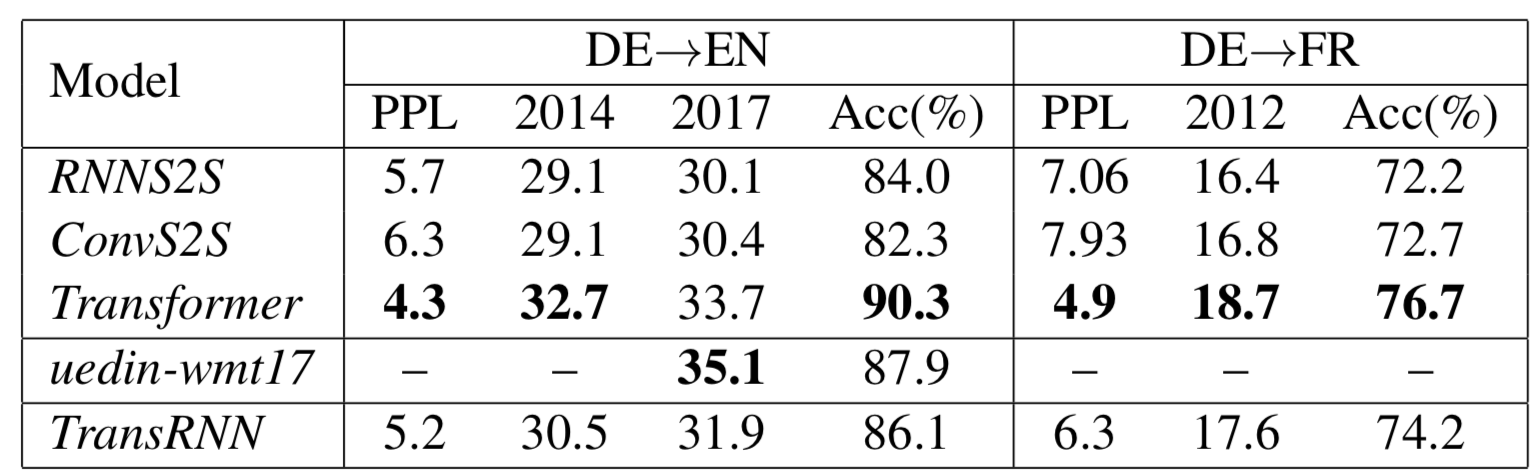 Model DE→EN DE→FR
PPL 2014 2017 Acc(%) PPL 2012 Acc(%)
RNNS2S 5.7 29.1 30.1 84.0 7.06 16.4 72.2
ConvS2S 6.3 29.1 30.4 82.3 7.93 16.8 72.7
Transformer 4.3 32.7 33.7 90.3 4.9 18.7 76.7
uedin-wmt17 – – 35.1 87.9 – – –
TransRNN 5.2 30.5 31.9 86.1 6.3 17.6 74.2